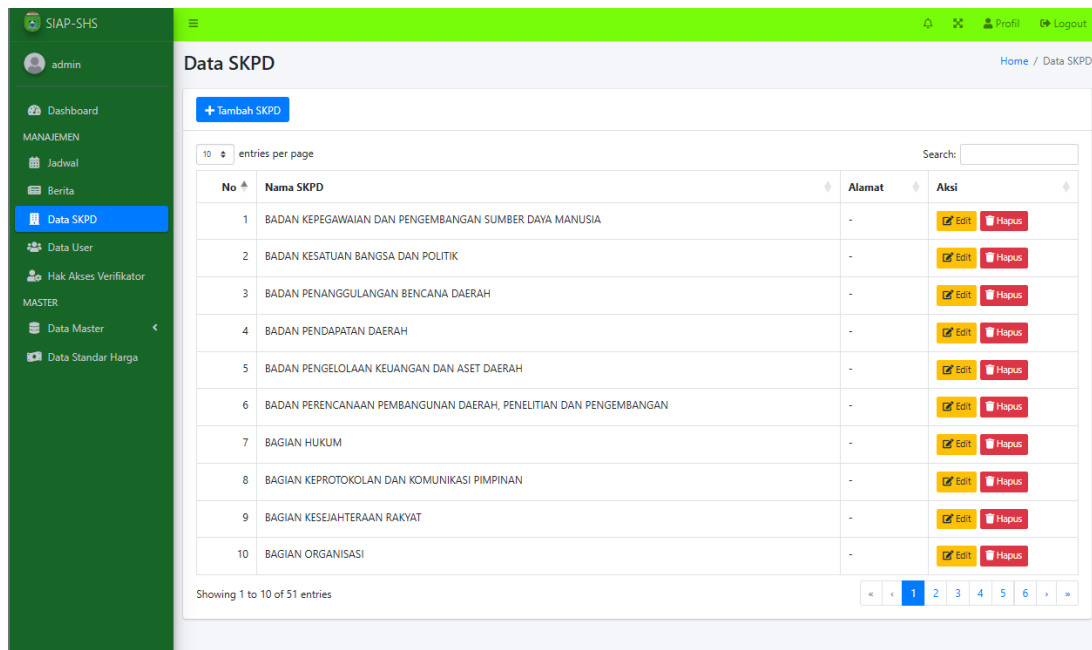 SIAP-SHS
Profil Logout
admin
Data SKPD
Home / Data SKPD
Dashboard
MANAJEMEN
Jadwal
Berita
Data SKPD
Data User
Hak Akses Verifikator
MASTER
Data Master
Data Standar Harga
Tambah SKPD
10 entries per page
Search:
No Nama SKPD Alamat Aksi
1 BADAN KEPEGAWAIAN DAN PENGEMBANGAN SUMBER DAYA MANUSIA - Edit Hapus
2 BADAN KESATUAN BANGSA DAN POLITIK - Edit Hapus
3 BADAN PENANGGULANGAN BENCANA DAERAH - Edit Hapus
4 BADAN PENDAPATAN DAERAH - Edit Hapus
5 BADAN PENGELOLAAN KEUANGAN DAN ASET DAERAH - Edit Hapus
6 BADAN PERENCANAAN PEMBANGUNAN DAERAH, PENELITIAN DAN PENGEMBANGAN - Edit Hapus
7 BAGIAN HUKUM - Edit Hapus
8 BAGIAN KEPROTOKOLAN DAN KOMUNIKASI PIMPINAN - Edit Hapus
9 BAGIAN KESEJAHTERAAN RAKYAT - Edit Hapus
10 BAGIAN ORGANISASI - Edit Hapus
Showing 1 to 10 of 51 entries
« ‹ 1 2 3 4 5 6 › »